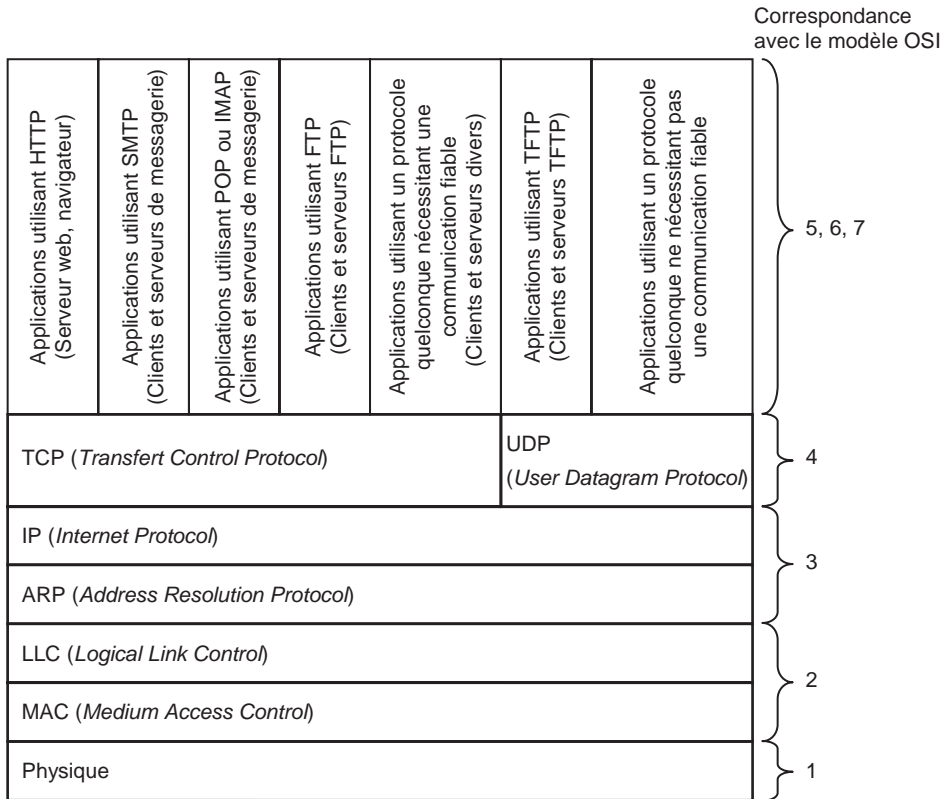 Correspondance
avec le modèle OSI
Applications utilisant HTTP
(Serveur web, navigateur)
Applications utilisant SMTP
(Clients et serveurs de messagerie)
Applications utilisant POP ou IMAP
(Clients et serveurs de messagerie)
Applications utilisant FTP
(Clients et serveurs FTP)
Applications utilisant un protocole
quelconque nécessitant une
communication fiable
(Clients et serveurs divers)
Applications utilisant TFTP
(Clients et serveurs TFTP)
Applications utilisant un protocole
quelconque ne nécessitant pas
une communication fiable
5, 6, 7
TCP (Transfert Control Protocol)
UDP
(User Datagram Protocol)
4
IP (Internet Protocol)
ARP (Address Resolution Protocol)
3
LLC (Logical Link Control)
MAC (Medium Access Control)
2
Physique
1